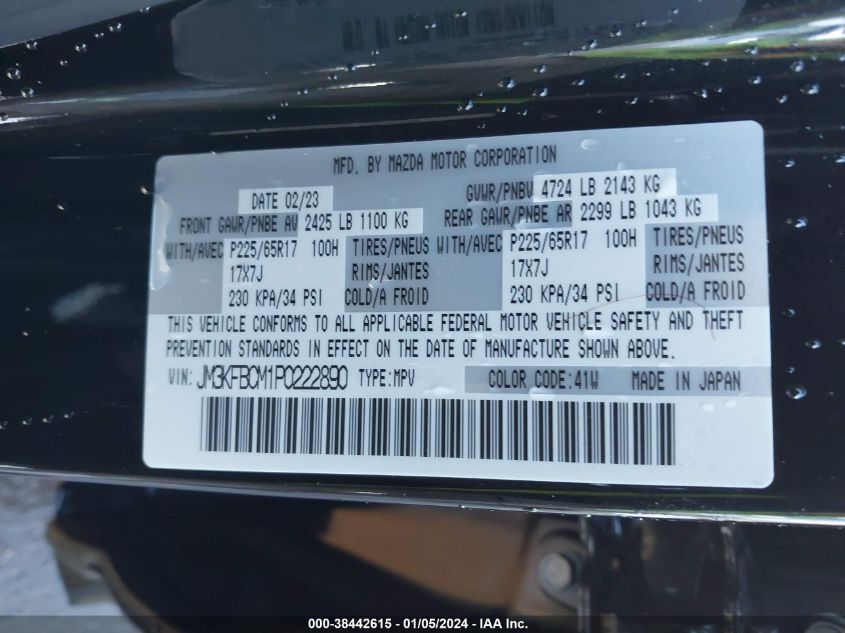 MFD. BY MAZDA MOTOR CORPORATION
DATE 02/23 GVWR/PNBV 4724 LB 2143 KG
FRONT GAWR/PNBE AV 2425 LB 1100 KG REAR GAWR/PNBE AR 2299 LB 1043 KG
WITH/AVEC P225/65R17 100H TIRES/PNEUS WITH/AVEC P225/65R17 100H TIRES/PNEUS
17X7J RIMS/JANTES 17X7J RIMS/JANTES
230 KPA/34 PSI COLD/A FROID 230 KPA/34 PSI COLD/A FROID
THIS VEHICLE CONFORMS TO ALL APPLICABLE FEDERAL MOTOR VEHICLE SAFETY AND THEFT
PREVENTION STANDARDS IN EFFECT ON THE DATE OF MANUFACTURE SHOWN ABOVE.
VIN: JM3KFBCM1P0222890 TYPE:MPV COLOR CODE:41W MADE IN JAPAN
000-38442615 - 01/05/2024 - IAA Inc.